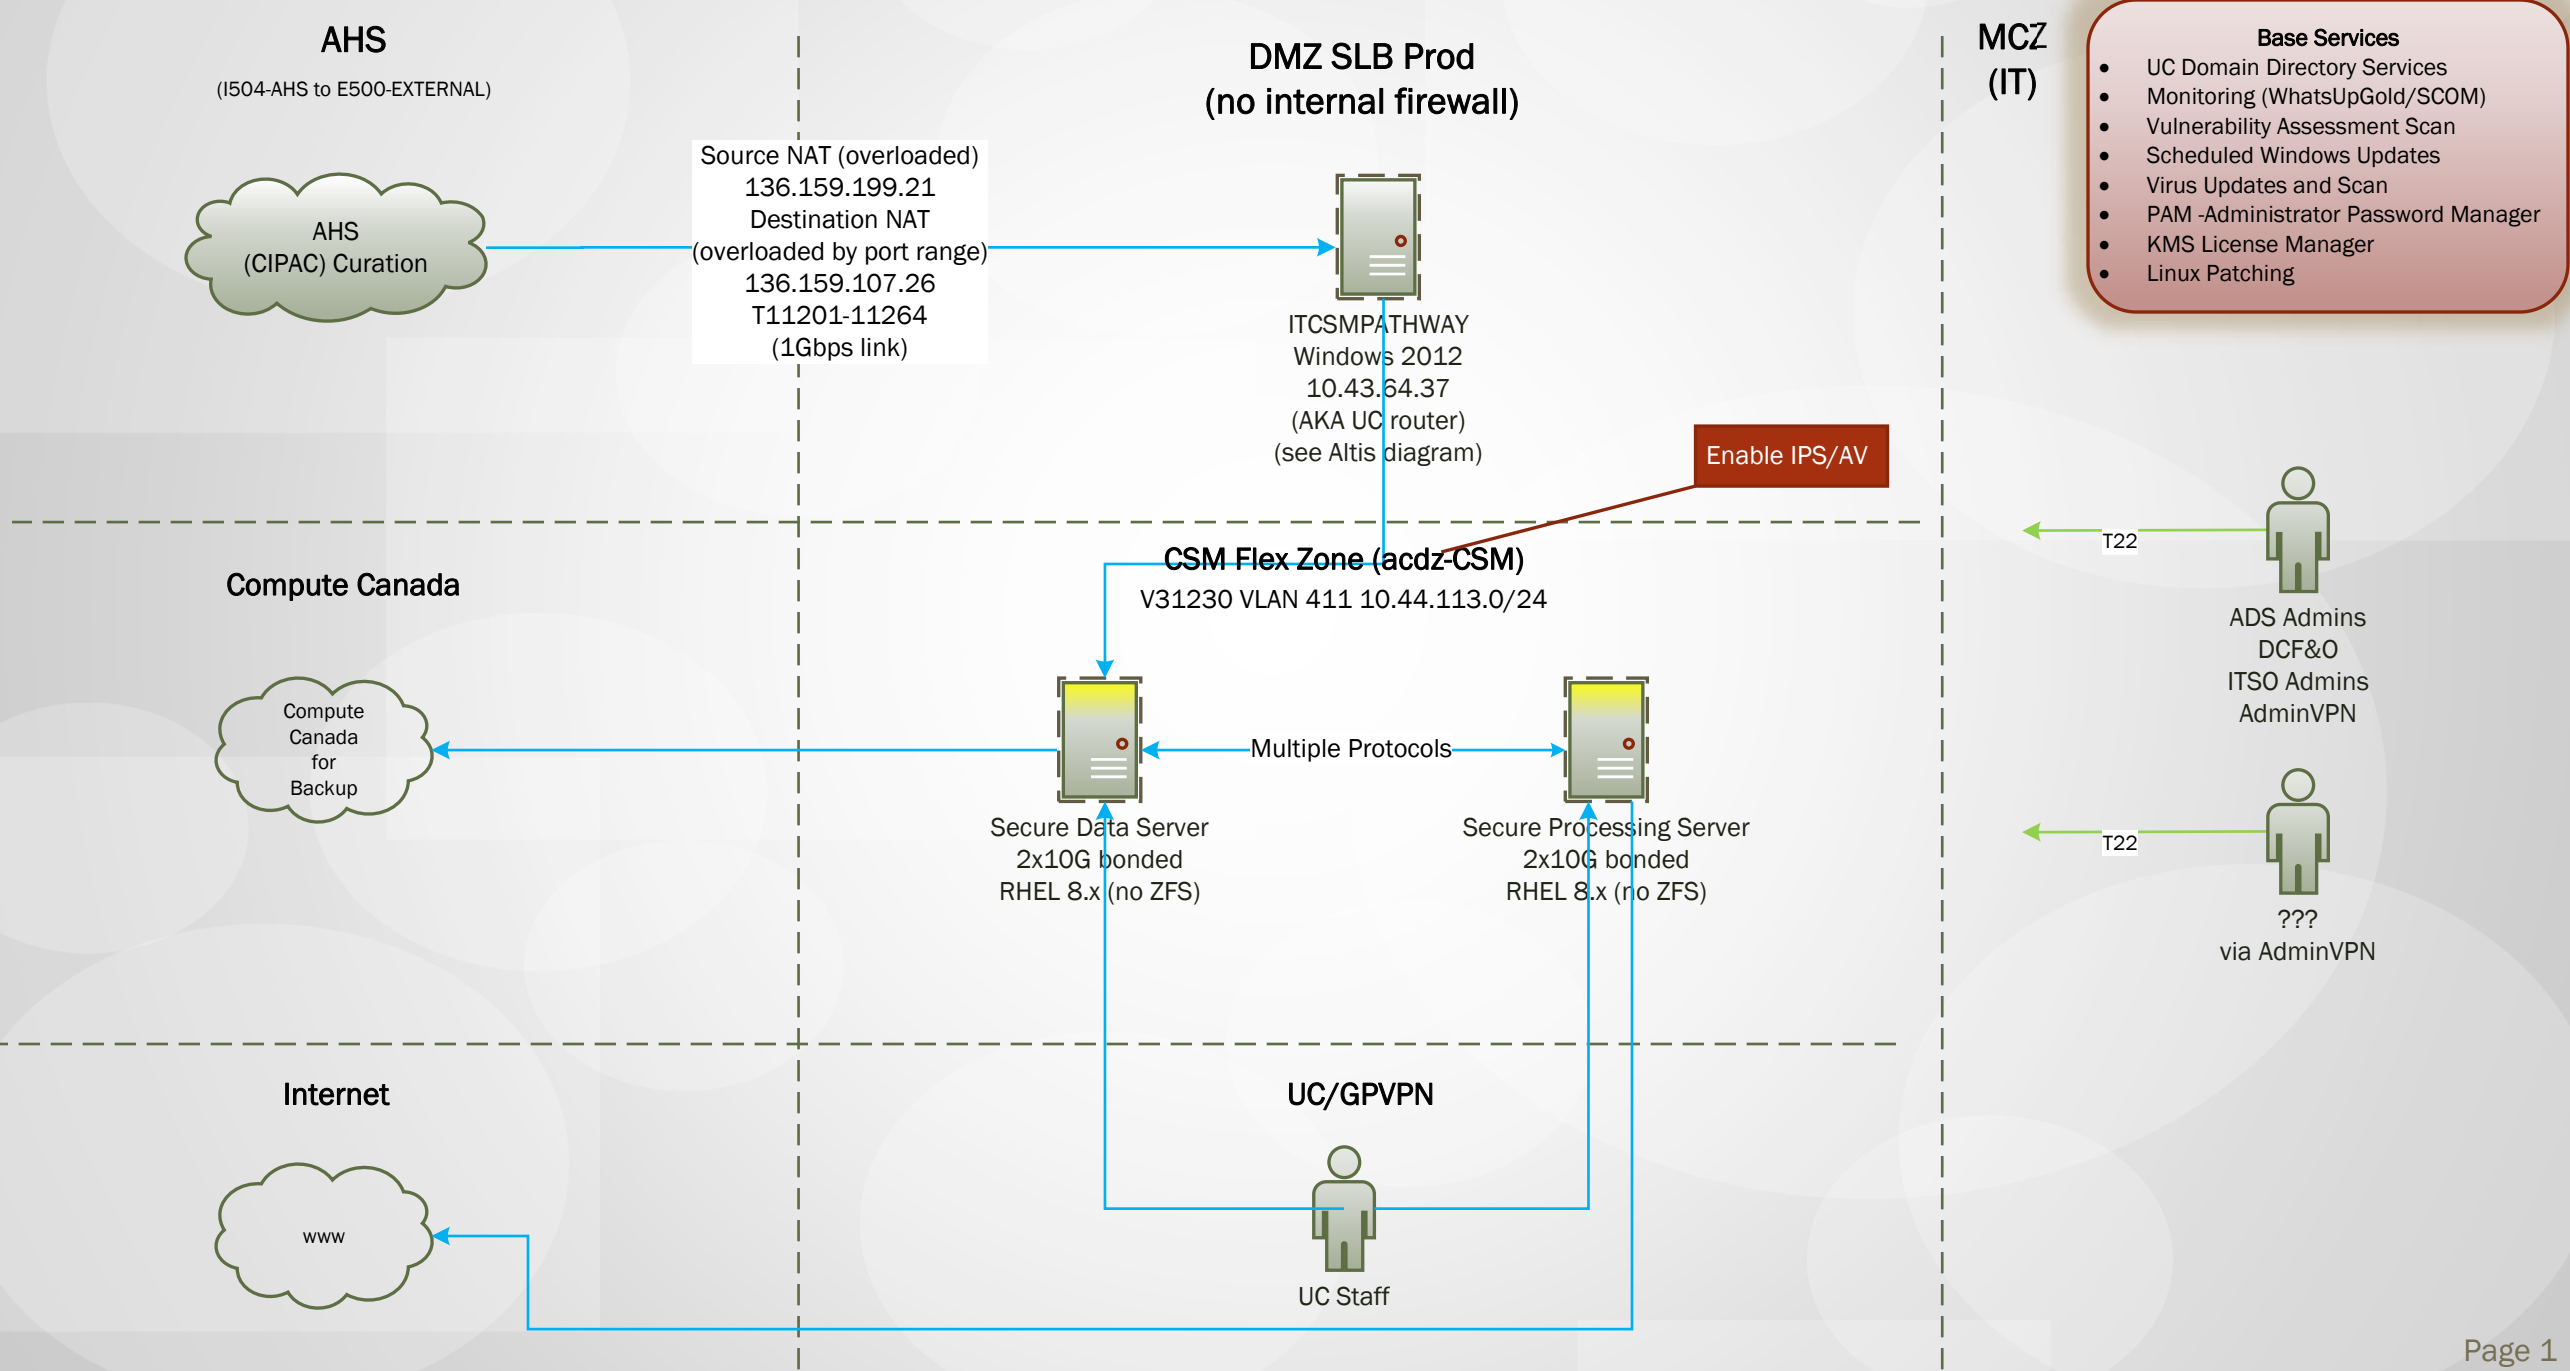 AHS
(I504-AHS to E500-EXTERNAL)
AHS
(CIPAC) Curation
Source NAT (overloaded)
136.159.199.21
Destination NAT
(overloaded by port range)
136.159.107.26
T11201-11264
(1Gbps link)
DMZ SLB Prod
(no internal firewall)
ITCSMPATHWAY
Windows 2012
10.43.64.37
(AKA UC router)
(see Altis diagram)
Enable IPS/AV
MCZ
(IT)
Base Services
• UC Domain Directory Services
• Monitoring (WhatsUpGold/SCOM)
• Vulnerability Assessment Scan
• Scheduled Windows Updates
• Virus Updates and Scan
• PAM -Administrator Password Manager
• KMS License Manager
• Linux Patching
Compute Canada
Compute
Canada
for
Backup
CSM Flex Zone (acdz-CSM)
V31230 VLAN 411 10.44.113.0/24
Multiple Protocols
Secure Data Server
2x10G bonded
RHEL 8.x (no ZFS)
Secure Processing Server
2x10G bonded
RHEL 8.x (no ZFS)
T22
ADS Admins
DCF&O
ITSO Admins
AdminVPN
T22
???
via AdminVPN
Internet
www
UC/GPVPN
UC Staff
Page 1